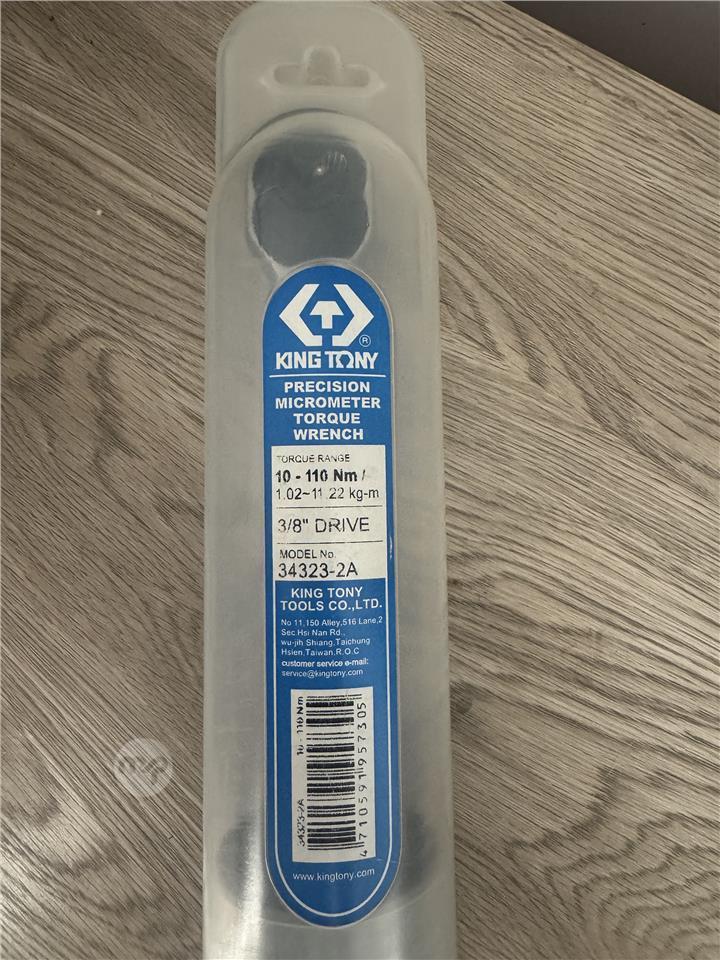 KING TONY
®
PRECISION
MICROMETER
TORQUE
WRENCH
TORQUE RANGE
10 - 110 Nm /
1.02~11.22 kg-m
3/8" DRIVE
MODEL No.
34323-2A
KING TONY
TOOLS CO.,LTD.
No 11,150 Alley,516 Lane,2
Sec.Hsi Nan Rd.,
wu-jih Shiang,Taichung
Hsien,Taiwan,R.O.C
customer service e-mail:
service@kingtony.com
10 - 110 Nm
34323-2A
4710591957305
www.kingtony.com